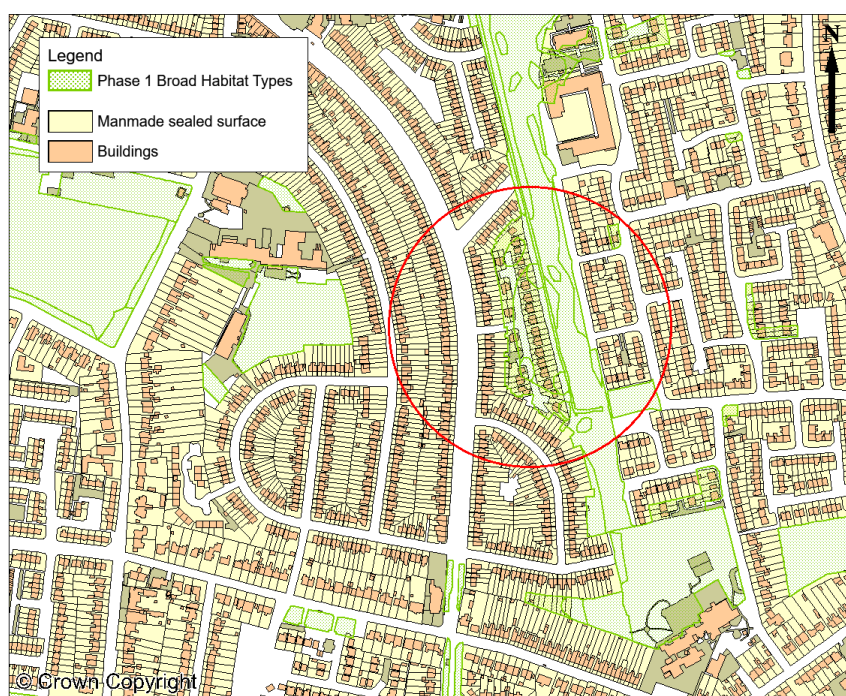 Legend
Phase 1 Broad Habitat Types
Manmade sealed surface
Buildings
N
© Crown Copyright